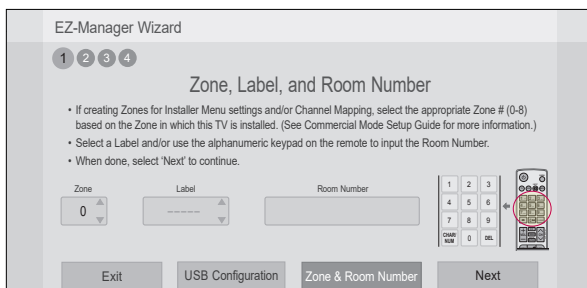 EZ-Manager Wizard
1 2 3 4
Zone, Label, and Room Number
• If creating Zones for Installer Menu settings and/or Channel Mapping, select the appropriate Zone # (0-8)
based on the Zone in which this TV is installed. (See Commercial Mode Setup Guide for more information.)
• Select a Label and/or use the alphanumeric keypad on the remote to input the Room Number.
• When done, select 'Next' to continue.
Zone Label Room Number
0 -----
1 2 3
4 5 6
7 8 9
CHAR/
NUM 0 DEL
Exit USB Configuration Zone & Room Number Next